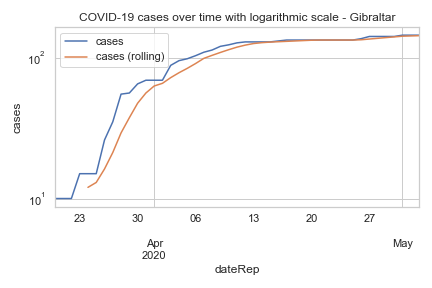 COVID-19 cases over time with logarithmic scale - Gibraltar
cases
cases (rolling)
10²
10¹
cases
23 30 06 13 20 27
Apr May
2020
dateRep